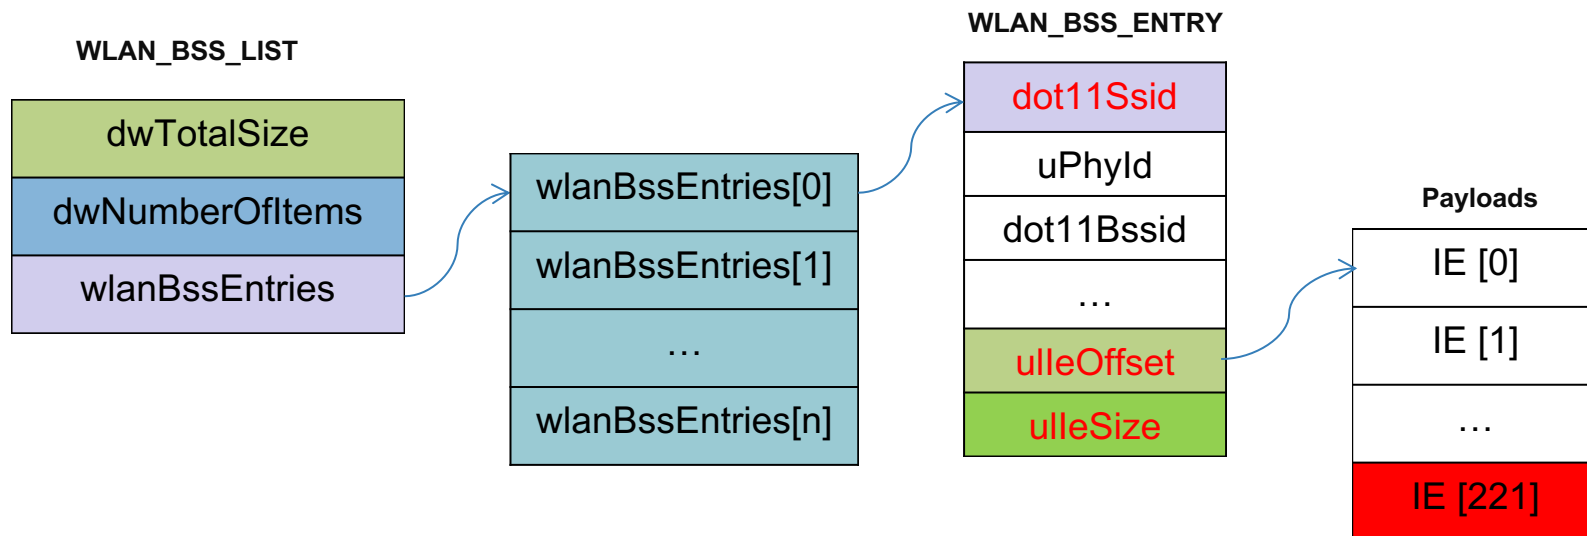 WLAN_BSS_LIST
dwTotalSize
dwNumberOfItems
wlanBssEntries
wlanBssEntries[0]
wlanBssEntries[1]
...
wlanBssEntries[n]
WLAN_BSS_ENTRY
dot11Ssid
uPhyId
dot11Bssid
...
ulIeOffset
ulIeSize
Payloads
IE [0]
IE [1]
...
IE [221]